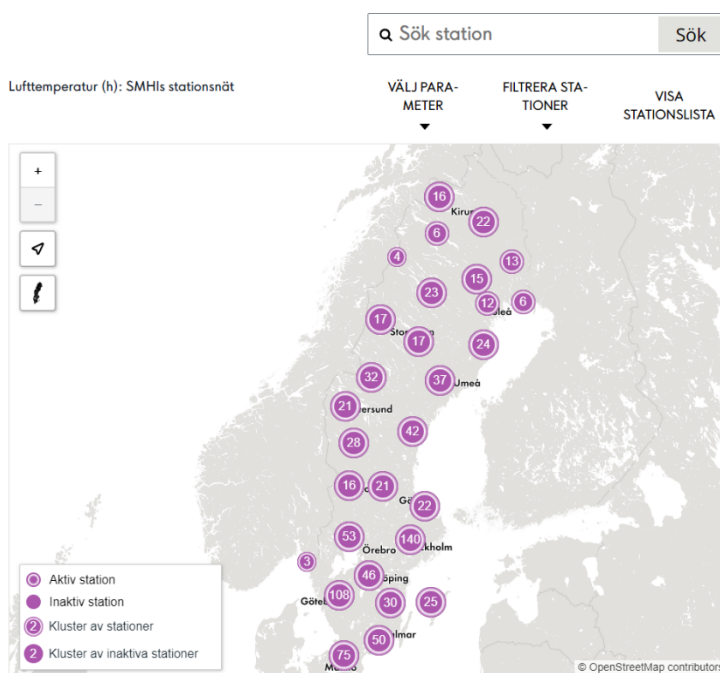 Sök station
Sök
Lufttemperatur (h): SMHIs stationsnät
VÄLJ PARA-
METER
FILTRERA STA-
TIONER
VISA
STATIONSLISTA
+
−
16
22
6
4
13
15
23
12
6
17
17
24
32
37
Umeå
21
42
28
16
21
22
53
140
Örebro
3
46
108
30
25
50
75
Aktiv station
Inaktiv station
2 Kluster av stationer
2 Kluster av inaktiva stationer
© OpenStreetMap contributors